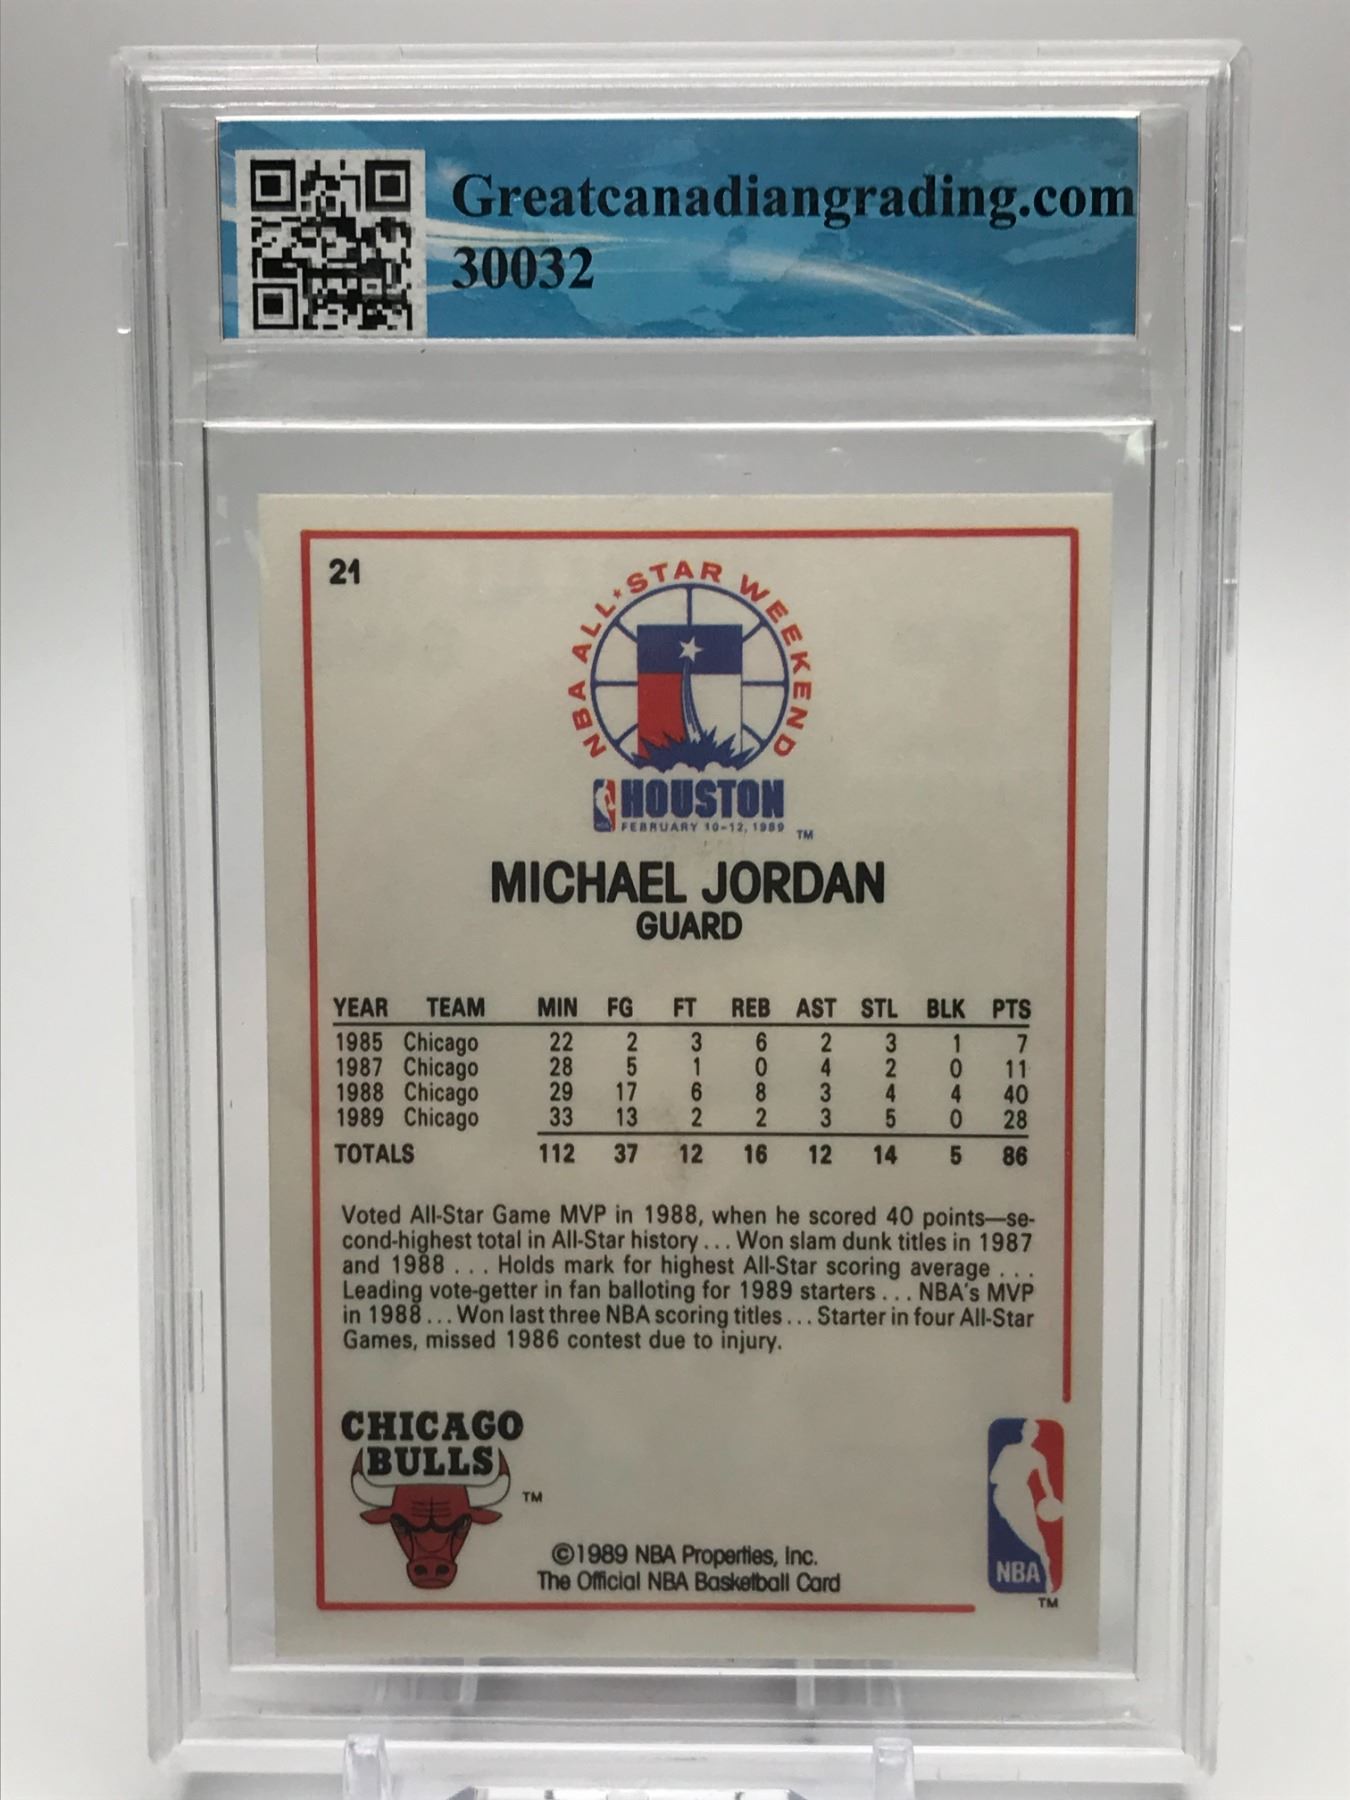 Greatcanadiangrading.com
30032
21
NBA ALL★STAR WEEKEND
NBA HOUSTON
FEBRUARY 10-12, 1989 TM
MICHAEL JORDAN
GUARD
YEAR TEAM MIN FG FT REB AST STL BLK PTS
1985 Chicago 22 2 3 6 2 3 1 7
1987 Chicago 28 5 1 0 4 2 0 11
1988 Chicago 29 17 6 8 3 4 4 40
1989 Chicago 33 13 2 2 3 5 0 28
TOTALS 112 37 12 16 12 14 5 86
Voted All-Star Game MVP in 1988, when he scored 40 points—se-
cond-highest total in All-Star history . . . Won slam dunk titles in 1987
and 1988 . . . Holds mark for highest All-Star scoring average . . .
Leading vote-getter in fan balloting for 1989 starters . . . NBA's MVP
in 1988 . . . Won last three NBA scoring titles . . . Starter in four All-Star
Games, missed 1986 contest due to injury.
CHICAGO
BULLS
TM
©1989 NBA Properties, Inc.
The Official NBA Basketball Card
NBA
TM